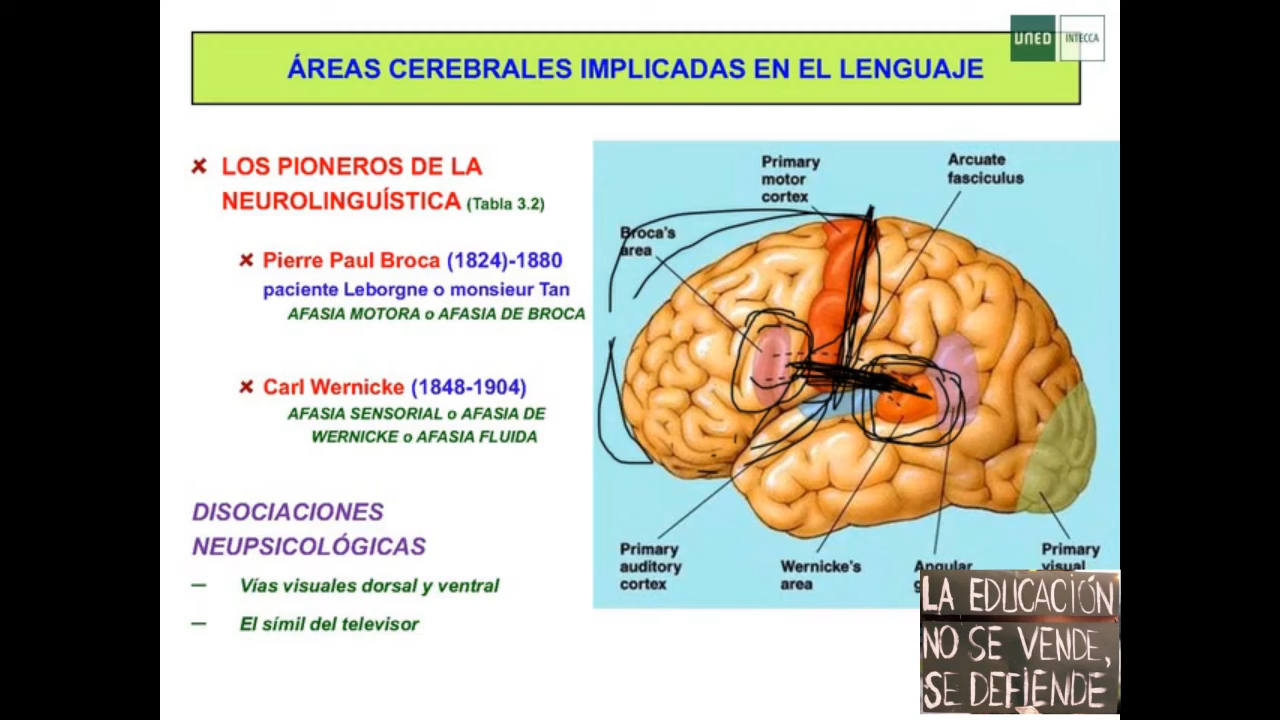 UNED INTECCA
ÁREAS CEREBRALES IMPLICADAS EN EL LENGUAJE
LOS PIONEROS DE LA
NEUROLINGUÍSTICA (Tabla 3.2)
Pierre Paul Broca (1824)-1880
paciente Leborgne o monsieur Tan
AFASIA MOTORA o AFASIA DE BROCA
Carl Wernicke (1848-1904)
AFASIA SENSORIAL o AFASIA DE
WERNICKE o AFASIA FLUIDA
DISOCIACIONES
NEUPSICOLÓGICAS
– Vías visuales dorsal y ventral
– El símil del televisor
Primary
motor
cortex
Arcuate
fasciculus
Broca's
area
Primary
auditory
cortex
Wernicke's
area
Angular
Primary
visual
LA EDUCACIÓN
NO SE VENDE,
SE DEFIENDE